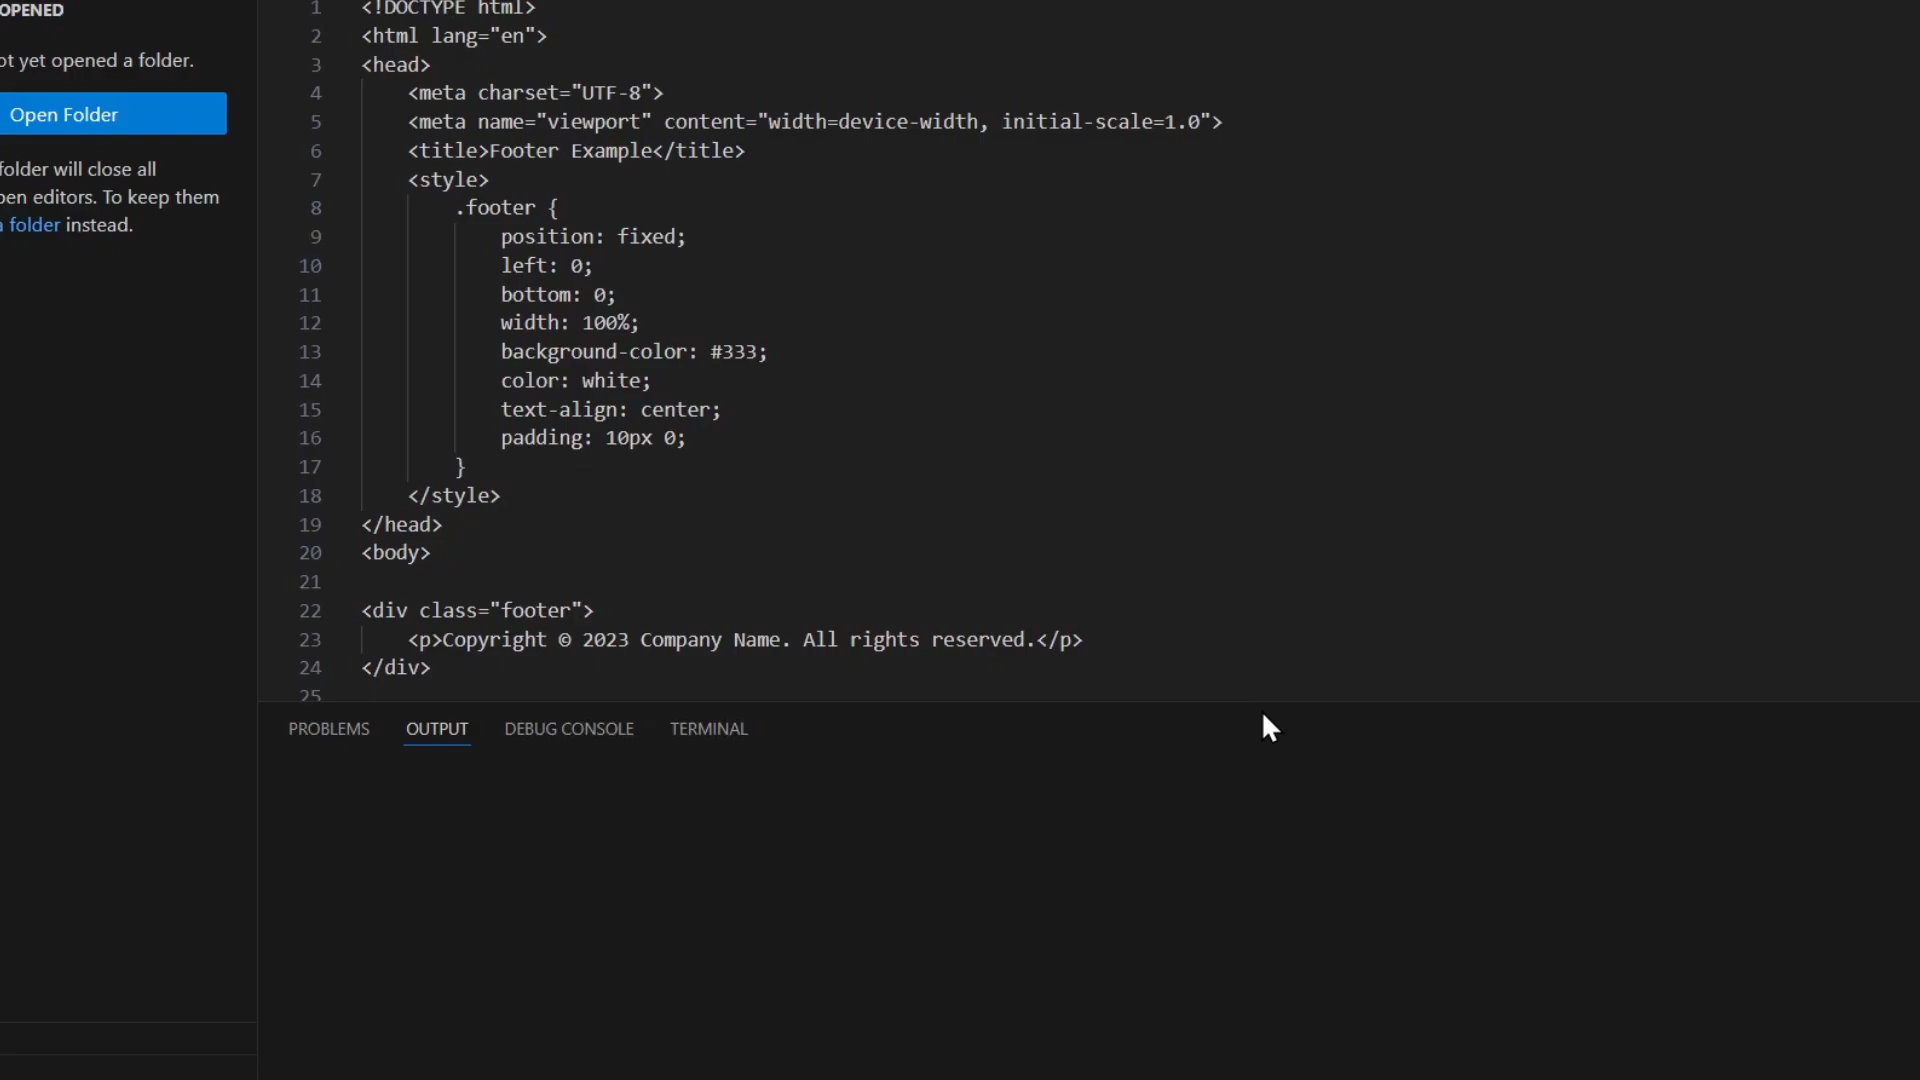 OPENED
ot yet opened a folder.
Open Folder
folder will close all
pen editors. To keep them
a folder instead.
1 <!DOCTYPE html>
2 <html lang="en">
3 <head>
4 <meta charset="UTF-8">
5 <meta name="viewport" content="width=device-width, initial-scale=1.0">
6 <title>Footer Example</title>
7 <style>
8 .footer {
9 position: fixed;
10 left: 0;
11 bottom: 0;
12 width: 100%;
13 background-color: #333;
14 color: white;
15 text-align: center;
16 padding: 10px 0;
17 }
18 </style>
19 </head>
20 <body>
21
22 <div class="footer">
23 <p>Copyright © 2023 Company Name. All rights reserved.</p>
24 </div>
25
PROBLEMS OUTPUT DEBUG CONSOLE TERMINAL